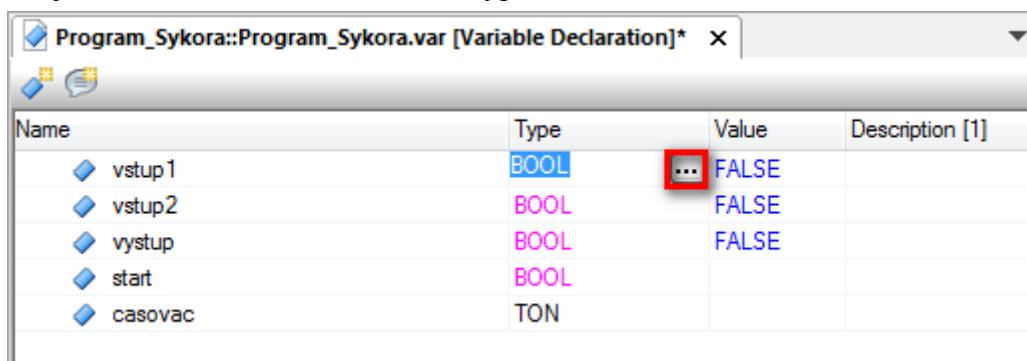 Program_Sykora::Program_Sykora.var [Variable Declaration]* ×
Name Type Value Description [1]
vstup1 BOOL ... FALSE
vstup2 BOOL FALSE
vystup BOOL FALSE
start BOOL
casovac TON